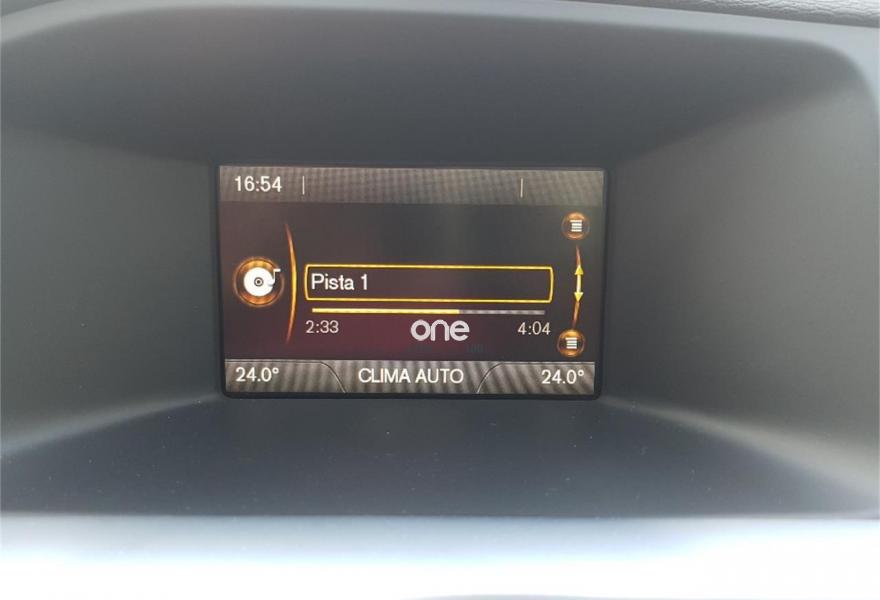 16:54
Pista 1
2:33 4:04
one
24.0° CLIMA AUTO 24.0°